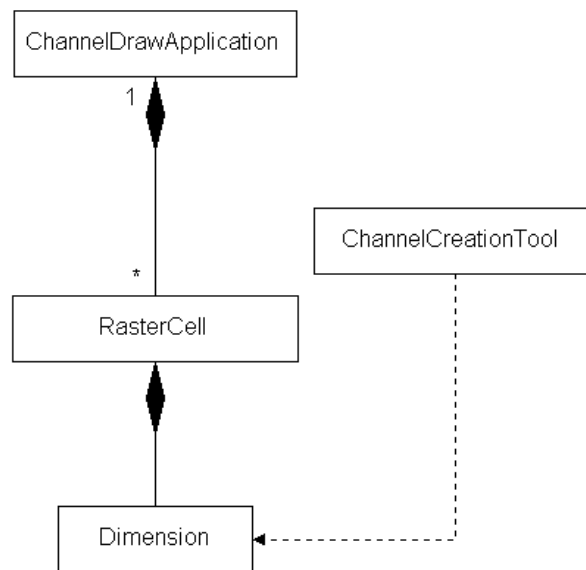 ChannelDrawApplication
1
ChannelCreationTool
*
RasterCell
Dimension